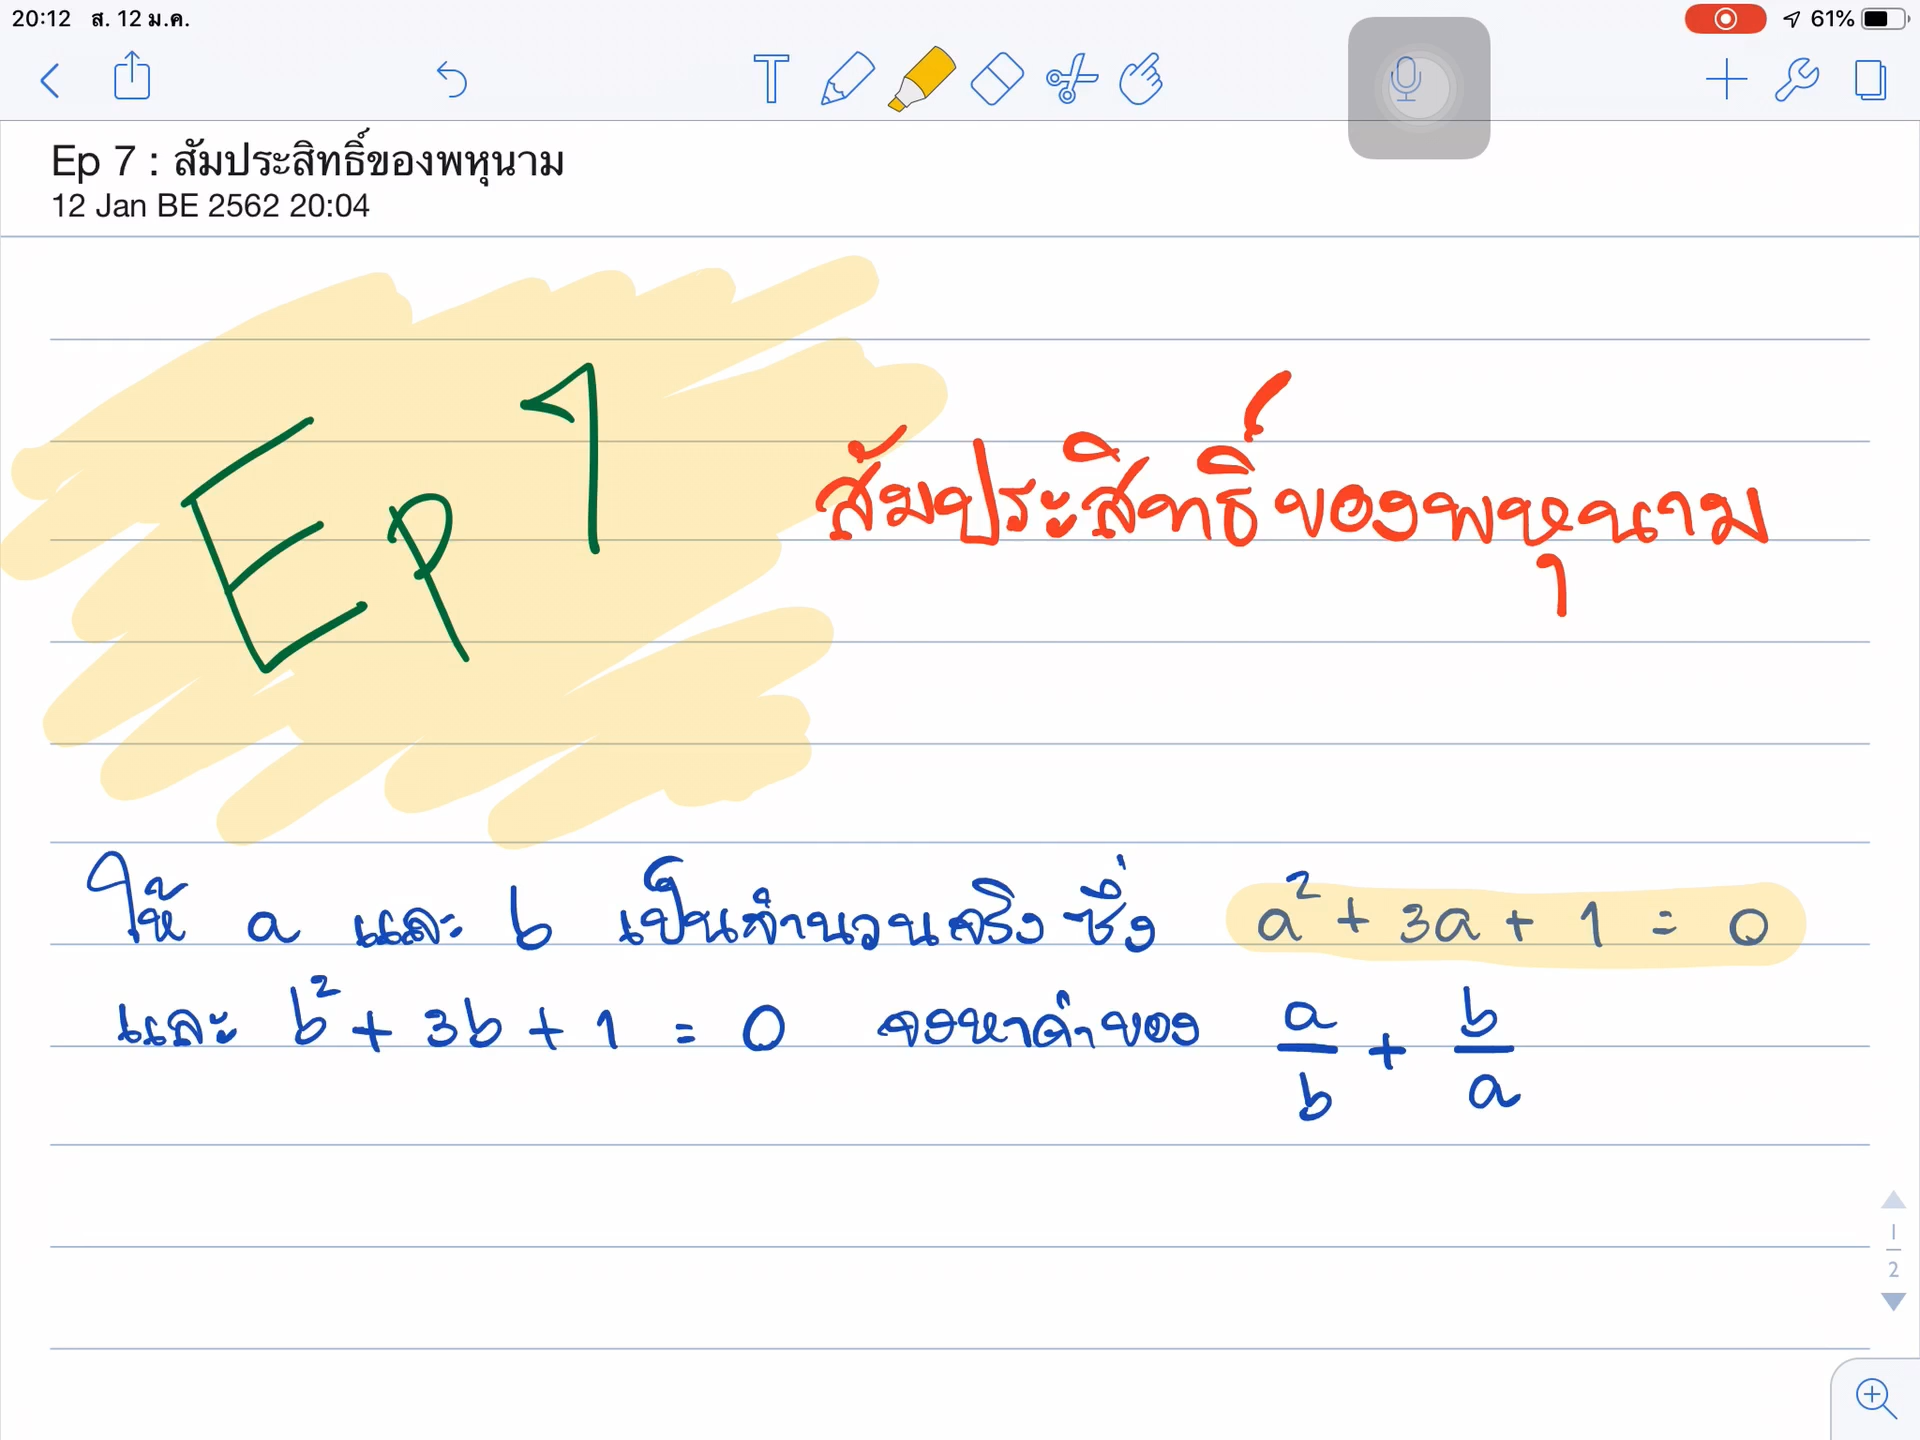 20:12 ส. 12 ม.ค. 61%
T
Ep 7 : สัมประสิทธิ์ของพหุนาม
12 Jan BE 2562 20:04
Ep 7
สัมประสิทธิ์ของพหุนาม
ให้ a และ b เป็นจำนวนจริง ซึ่ง a² + 3a + 1 = 0
และ b² + 3b + 1 = 0 จงหาค่าของ a/b + b/a
1
2